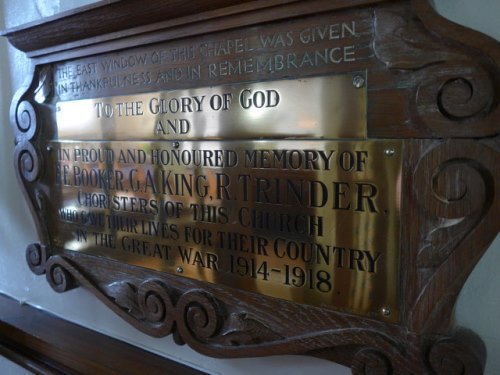 THE EAST WINDOW OF THIS CHAPEL WAS GIVEN
IN THANKFULNESS AND IN REMEMBRANCE
TO THE GLORY OF GOD
AND
IN PROUD AND HONOURED MEMORY OF
E. BOOKER, G. A. KING, R. TRINDER.
CHORISTERS OF THIS CHURCH
WHO GAVE THEIR LIVES FOR THEIR COUNTRY
IN THE GREAT WAR 1914-1918